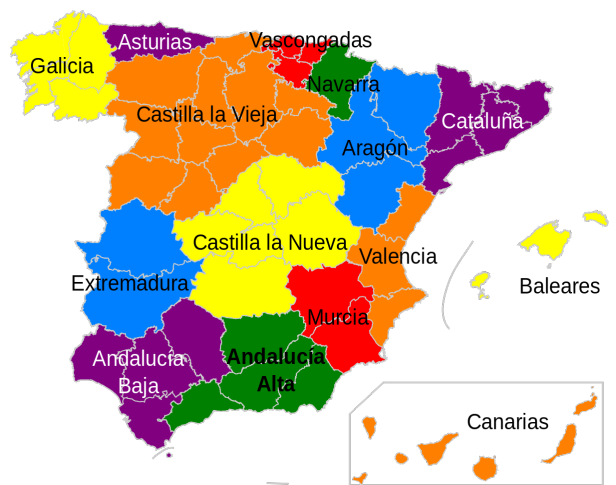 Asturias
Vascongadas
Galicia
Navarra
Castilla la Vieja
Cataluña
Aragón
Castilla la Nueva
Valencia
Extremadura
Baleares
Murcia
Andalucía
Baja
Andalucía
Alta
Canarias